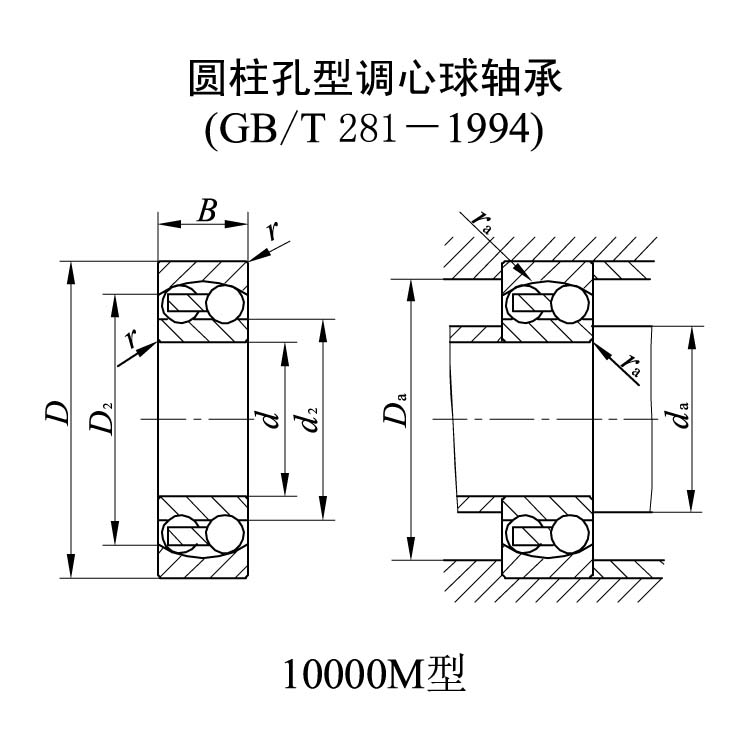 圆柱孔型调心球轴承
(GB/T 281－1994)
B
r
r
D
D₂
d
d₂
rₐ
rₐ
Dₐ
dₐ
10000M型